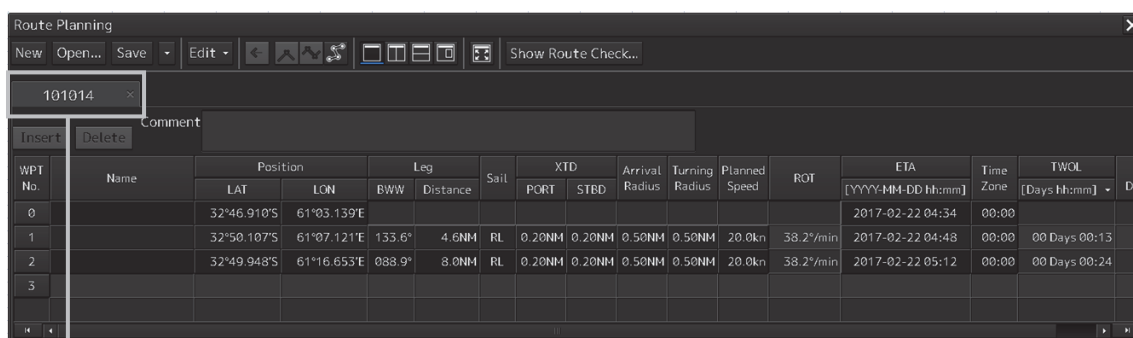 Route Planning
New Open... Save Edit Show Route Check...
101014 ×
Comment
Insert Delete
WPT No. Name Position Leg Sail XTD Arrival Radius Turning Radius Planned Speed ROT ETA Time Zone TWOL
LAT LON BWW Distance PORT STBD [YYYY-MM-DD hh:mm] [Days hh:mm] D
0 32°46.910'S 61°03.139'E 2017-02-22 04:34 00:00
1 32°50.107'S 61°07.121'E 133.6° 4.6NM RL 0.20NM 0.20NM 0.50NM 0.50NM 20.0kn 38.2°/min 2017-02-22 04:48 00:00 00 Days 00:13
2 32°49.948'S 61°16.653'E 088.9° 8.0NM RL 0.20NM 0.20NM 0.50NM 0.50NM 20.0kn 38.2°/min 2017-02-22 05:12 00:00 00 Days 00:24
3